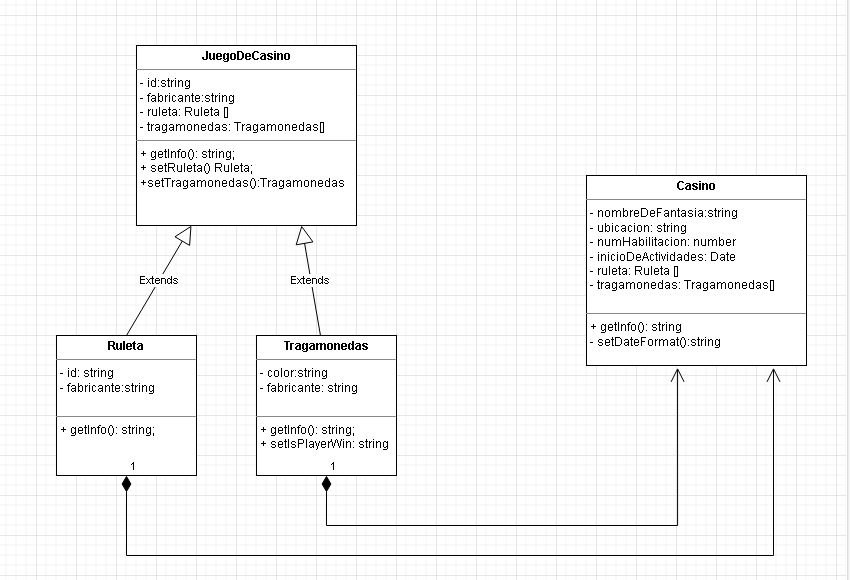 JuegoDeCasino
- id:string
- fabricante:string
- ruleta: Ruleta []
- tragamonedas: Tragamonedas[]
+ getInfo(): string;
+ setRuleta() Ruleta;
+setTragamonedas():Tragamonedas
Casino
- nombreDeFantasia:string
- ubicacion: string
- numHabilitacion: number
- inicioDeActividades: Date
- ruleta: Ruleta []
- tragamonedas: Tragamonedas[]
+ getInfo(): string
- setDateFormat():string
Extends
Extends
Ruleta
- id: string
- fabricante:string
+ getInfo(): string;
1
Tragamonedas
- color:string
- fabricante: string
+ getInfo(): string;
+ setIsPlayerWin: string
1